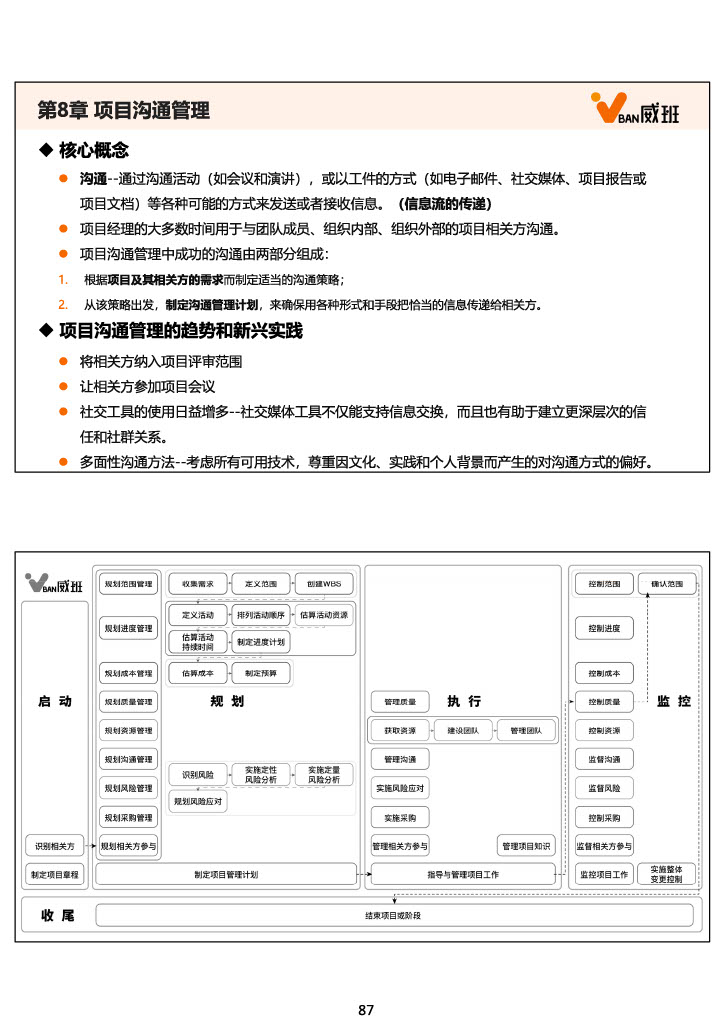 第8章 项目沟通管理
VBAN威班
◆ 核心概念
● 沟通--通过沟通活动（如会议和演讲），或以工件的方式（如电子邮件、社交媒体、项目报告或
项目文档）等各种可能的方式来发送或者接收信息。（信息流的传递）
● 项目经理的大多数时间用于与团队成员、组织内部、组织外部的项目相关方沟通。
● 项目沟通管理中成功的沟通由两部分组成：
1. 根据项目及其相关方的需求而制定适当的沟通策略；
2. 从该策略出发，制定沟通管理计划，来确保用各种形式和手段把恰当的信息传递给相关方。
◆ 项目沟通管理的趋势和新兴实践
● 将相关方纳入项目评审范围
● 让相关方参加项目会议
● 社交工具的使用日益增多--社交媒体工具不仅能支持信息交换，而且也有助于建立更深层次的信
任和社群关系。
● 多面性沟通方法--考虑所有可用技术，尊重因文化、实践和个人背景而产生的对沟通方式的偏好。
VBAN威班
启 动
识别相关方
制定项目章程
规划范围管理
收集需求
定义范围
创建WBS
规划进度管理
定义活动
排列活动顺序
估算活动资源
估算活动
持续时间
制定进度计划
规划成本管理
估算成本
制定预算
规划质量管理
规 划
规划资源管理
规划沟通管理
规划风险管理
识别风险
实施定性
风险分析
实施定量
风险分析
规划风险应对
规划采购管理
规划相关方参与
制定项目管理计划
管理质量
执 行
获取资源
建设团队
管理团队
管理沟通
实施风险应对
实施采购
管理相关方参与
管理项目知识
指导与管理项目工作
控制范围
确认范围
控制进度
控制成本
控制质量
监 控
控制资源
监督沟通
监督风险
控制采购
监督相关方参与
监控项目工作
实施整体
变更控制
收 尾
结束项目或阶段
87